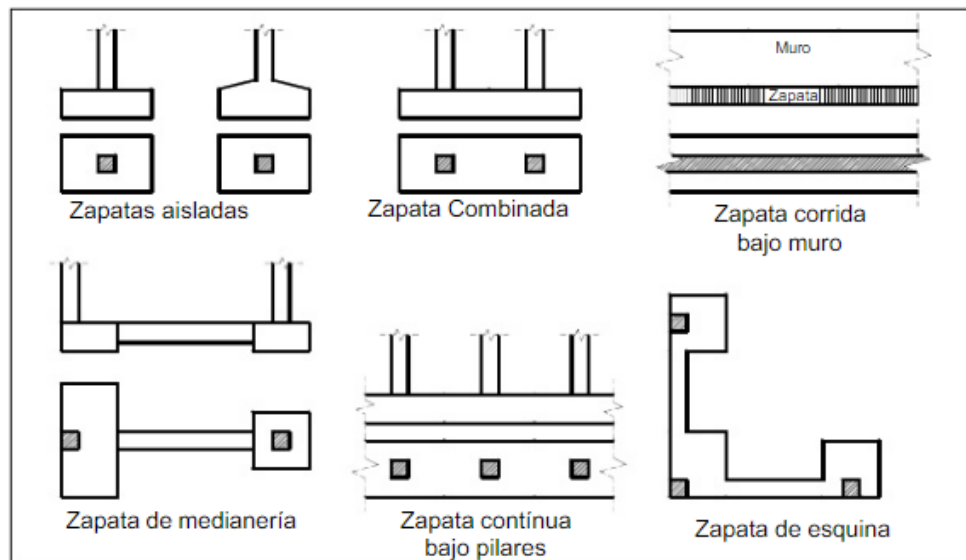 Muro
Zapata
Zapatas aisladas
Zapata Combinada
Zapata corrida
bajo muro
Zapata de medianería
Zapata contínua
bajo pilares
Zapata de esquina